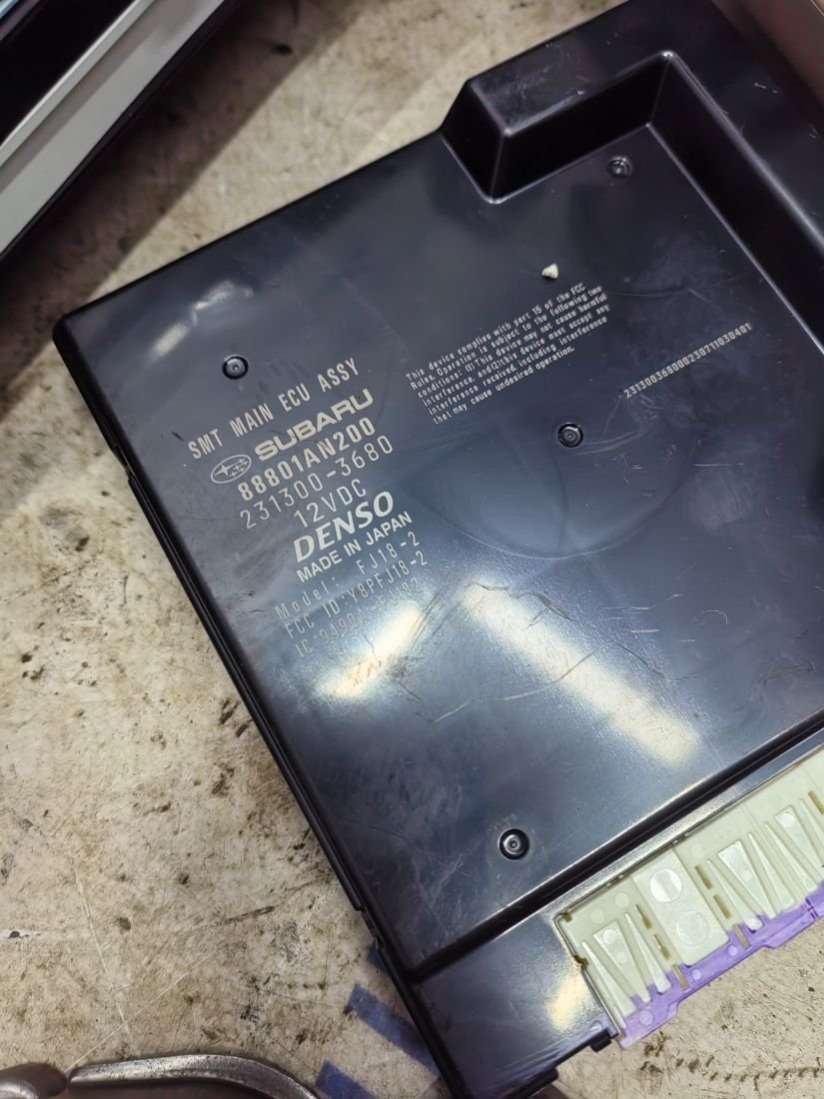 SMT MAIN ECU ASSY
SUBARU
88801AN200
231300-3680
12VDC
DENSO
MADE IN JAPAN
Model: FJ18-2
FCC ID:Y8PFJ18-2
This device complies with part 15 of the FCC
Rules. Operation is subject to the following two
conditions: (1)This device may not cause harmful
interference, and(2)this device must accept any
interference received, including interference
that may cause undesired operation.
231300368000230711030401